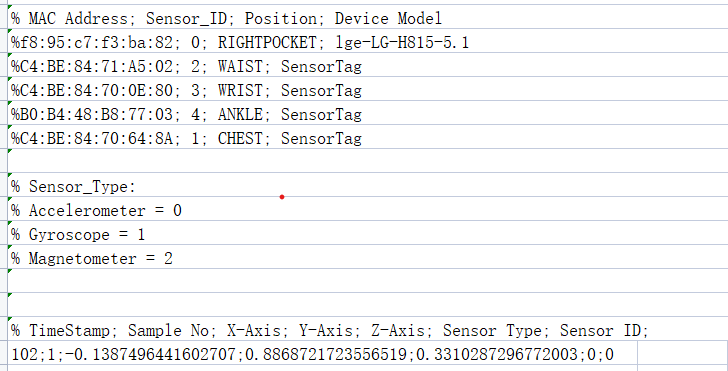 % MAC Address; Sensor_ID; Position; Device Model
%f8:95:c7:f3:ba:82; 0; RIGHTPOCKET; lge-LG-H815-5.1
%C4:BE:84:71:A5:02; 2; WAIST; SensorTag
%C4:BE:84:70:0E:80; 3; WRIST; SensorTag
%B0:B4:48:B8:77:03; 4; ANKLE; SensorTag
%C4:BE:84:70:64:8A; 1; CHEST; SensorTag
% Sensor_Type:
% Accelerometer = 0
% Gyroscope = 1
% Magnetometer = 2
% TimeStamp; Sample No; X-Axis; Y-Axis; Z-Axis; Sensor Type; Sensor ID;
102;1;-0.1387496441602707;0.8868721723556519;0.3310287296772003;0;0